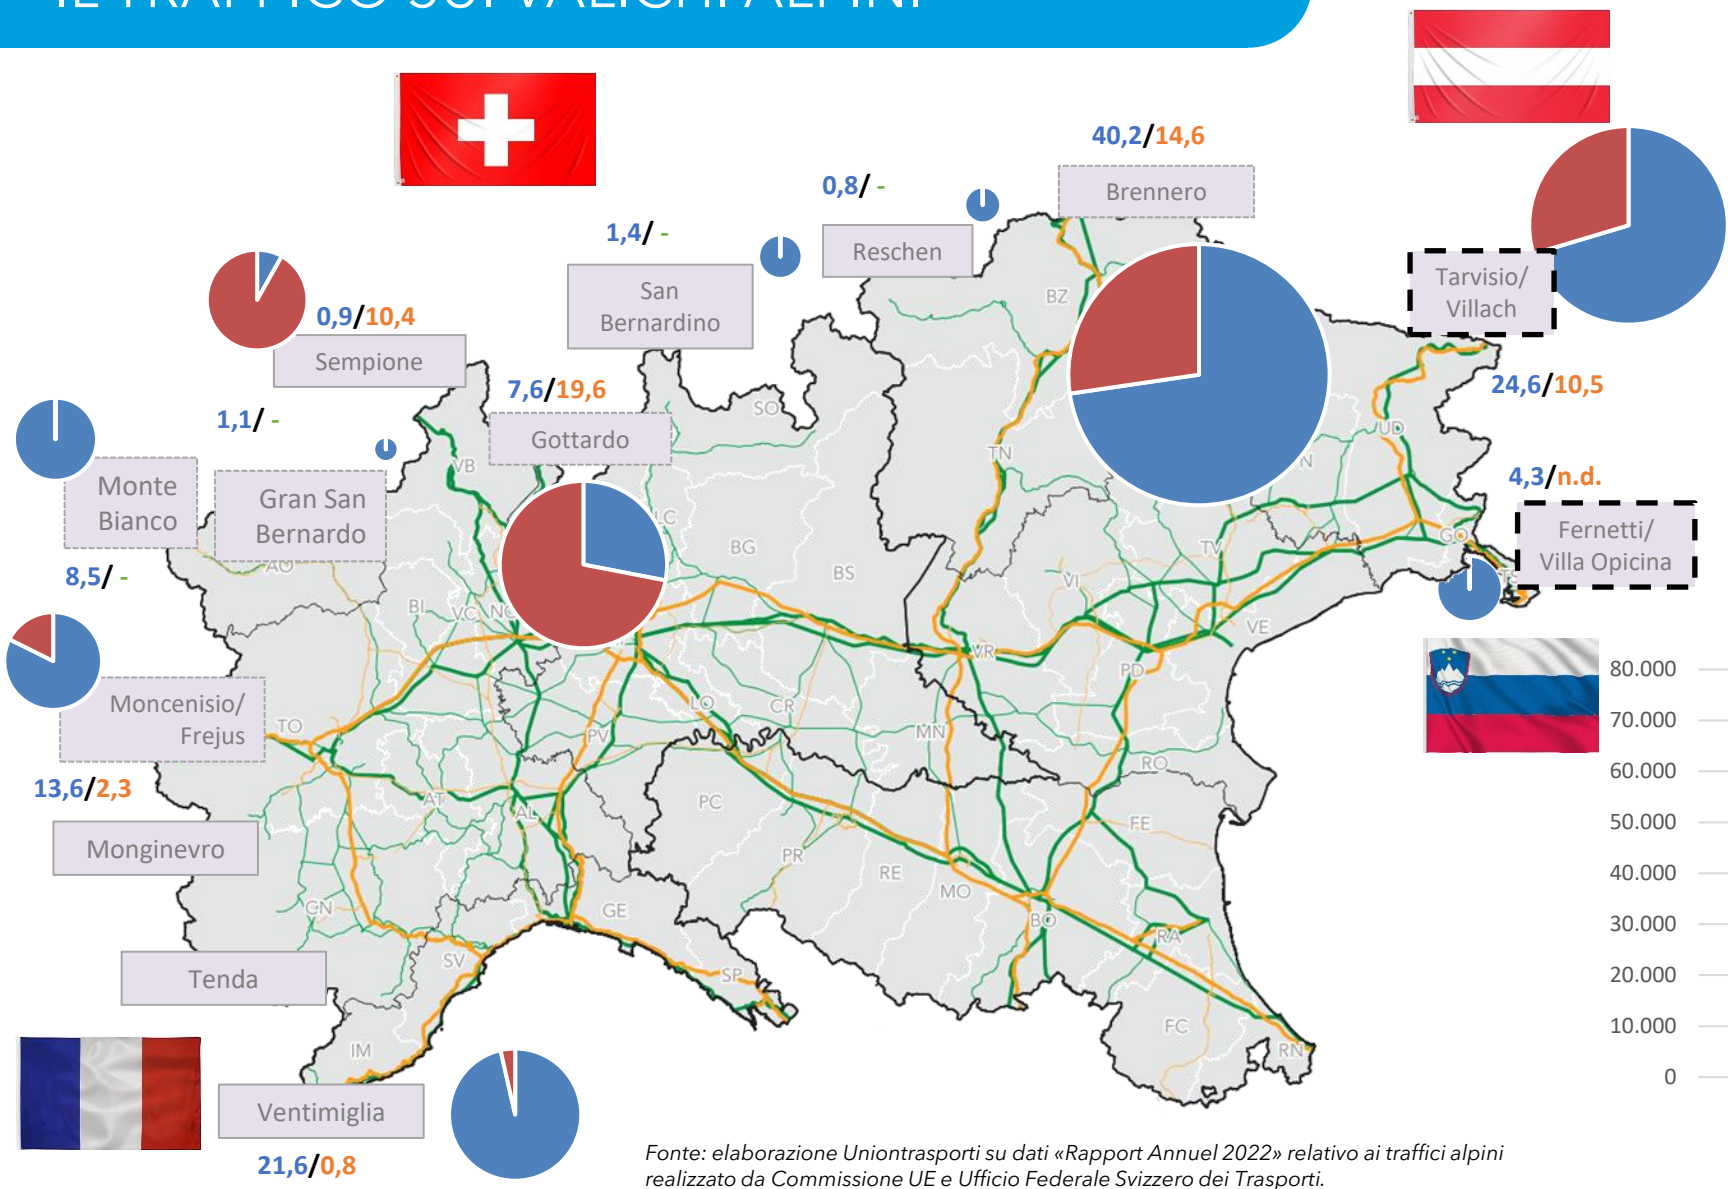 IL TRAFFICO SUI VALICHI ALPINI
40,2/14,6
Brennero
0,8/ -
Reschen
1,4/ -
San
Bernardino
Tarvisio/
Villach
24,6/10,5
0,9/10,4
Sempione
7,6/19,6
Gottardo
1,1/ -
Gran San
Bernardo
Monte
Bianco
8,5/ -
4,3/n.d.
Fernetti/
Villa Opicina
Moncenisio/
Frejus
13,6/2,3
Monginevro
Tenda
Ventimiglia
21,6/0,8
BZ
SO
TN
UD
VB
LC
BG
BS
TV
GO
TS
VI
AO
BI
VC
NO
VE
VR
PD
TO
LO
CR
MN
PV
RO
AT
AL
PC
FE
PR
RE
MO
CN
GE
BO
RA
SV
SP
FC
IM
RN
80.000
70.000
60.000
50.000
40.000
30.000
20.000
10.000
0
Fonte: elaborazione Uniontrasporti su dati «Rapport Annuel 2022» relativo ai traffici alpini
realizzato da Commissione UE e Ufficio Federale Svizzero dei Trasporti.